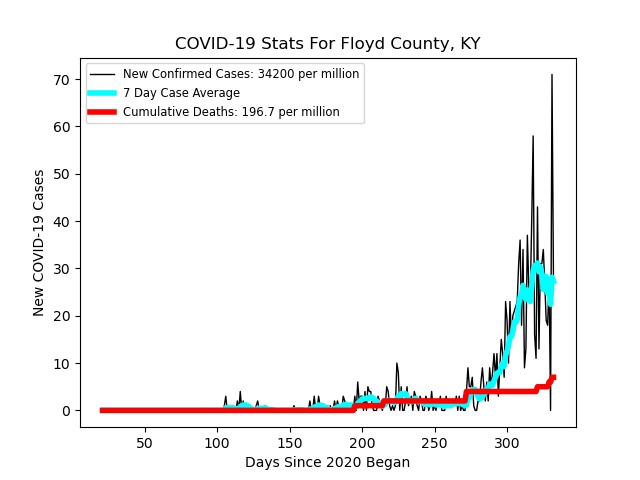 COVID-19 Stats For Floyd County, KY
New Confirmed Cases: 34200 per million
7 Day Case Average
Cumulative Deaths: 196.7 per million
70
60
50
40
30
20
10
0
New COVID-19 Cases
50 100 150 200 250 300
Days Since 2020 Began